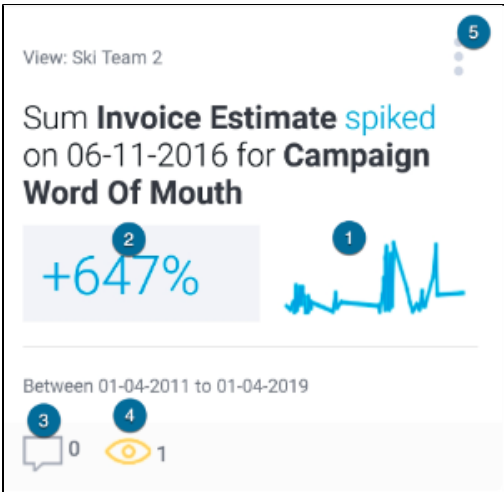 5
View: Ski Team 2
Sum Invoice Estimate spiked
on 06-11-2016 for Campaign
Word Of Mouth
2
1
+647%
Between 01-04-2011 to 01-04-2019
3
4
0
1